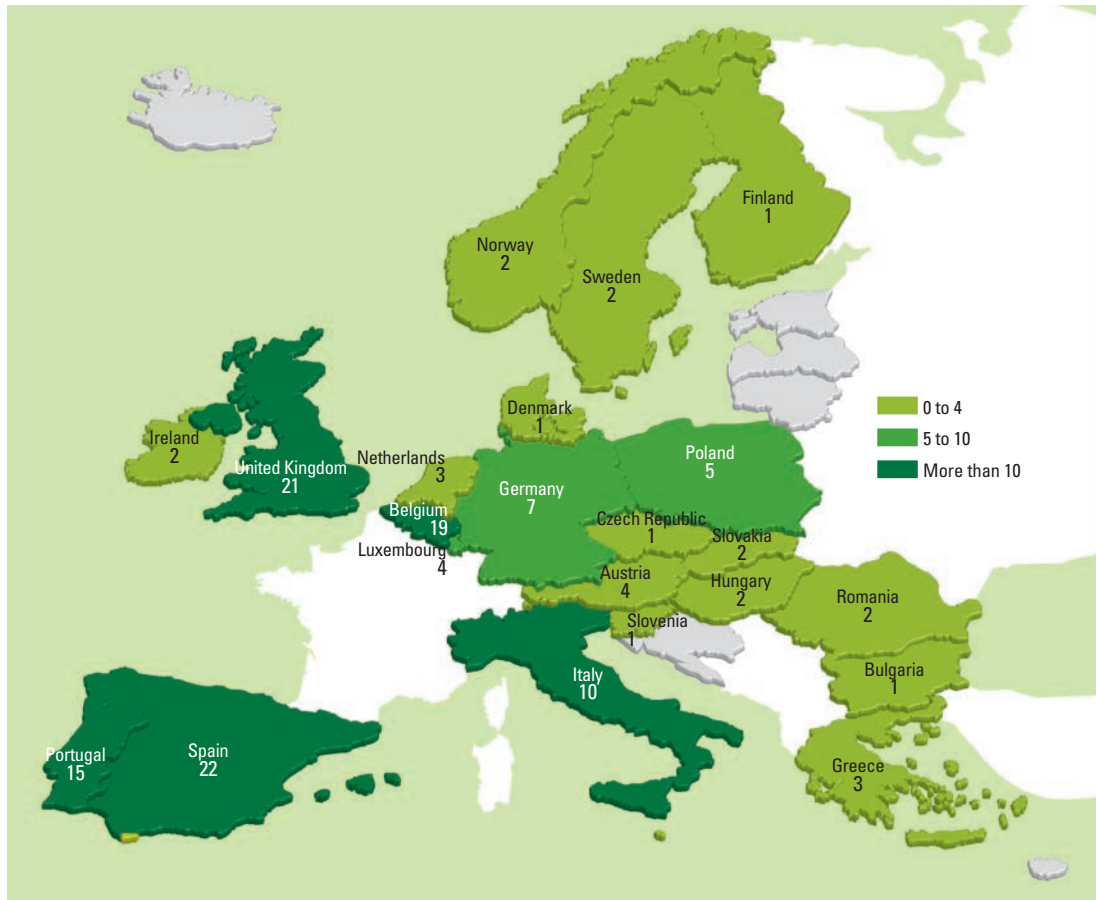 Finland
1
Norway
2
Sweden
2
Denmark
1
0 to 4
5 to 10
More than 10
Ireland
2
United Kingdom
21
Netherlands
3
Poland
5
Germany
7
Belgium
19
Luxembourg
4
Czech Republic
1
Slovakia
2
Austria
4
Hungary
2
Romania
2
Slovenia
1
Bulgaria
1
Italy
10
Portugal
15
Spain
22
Greece
3